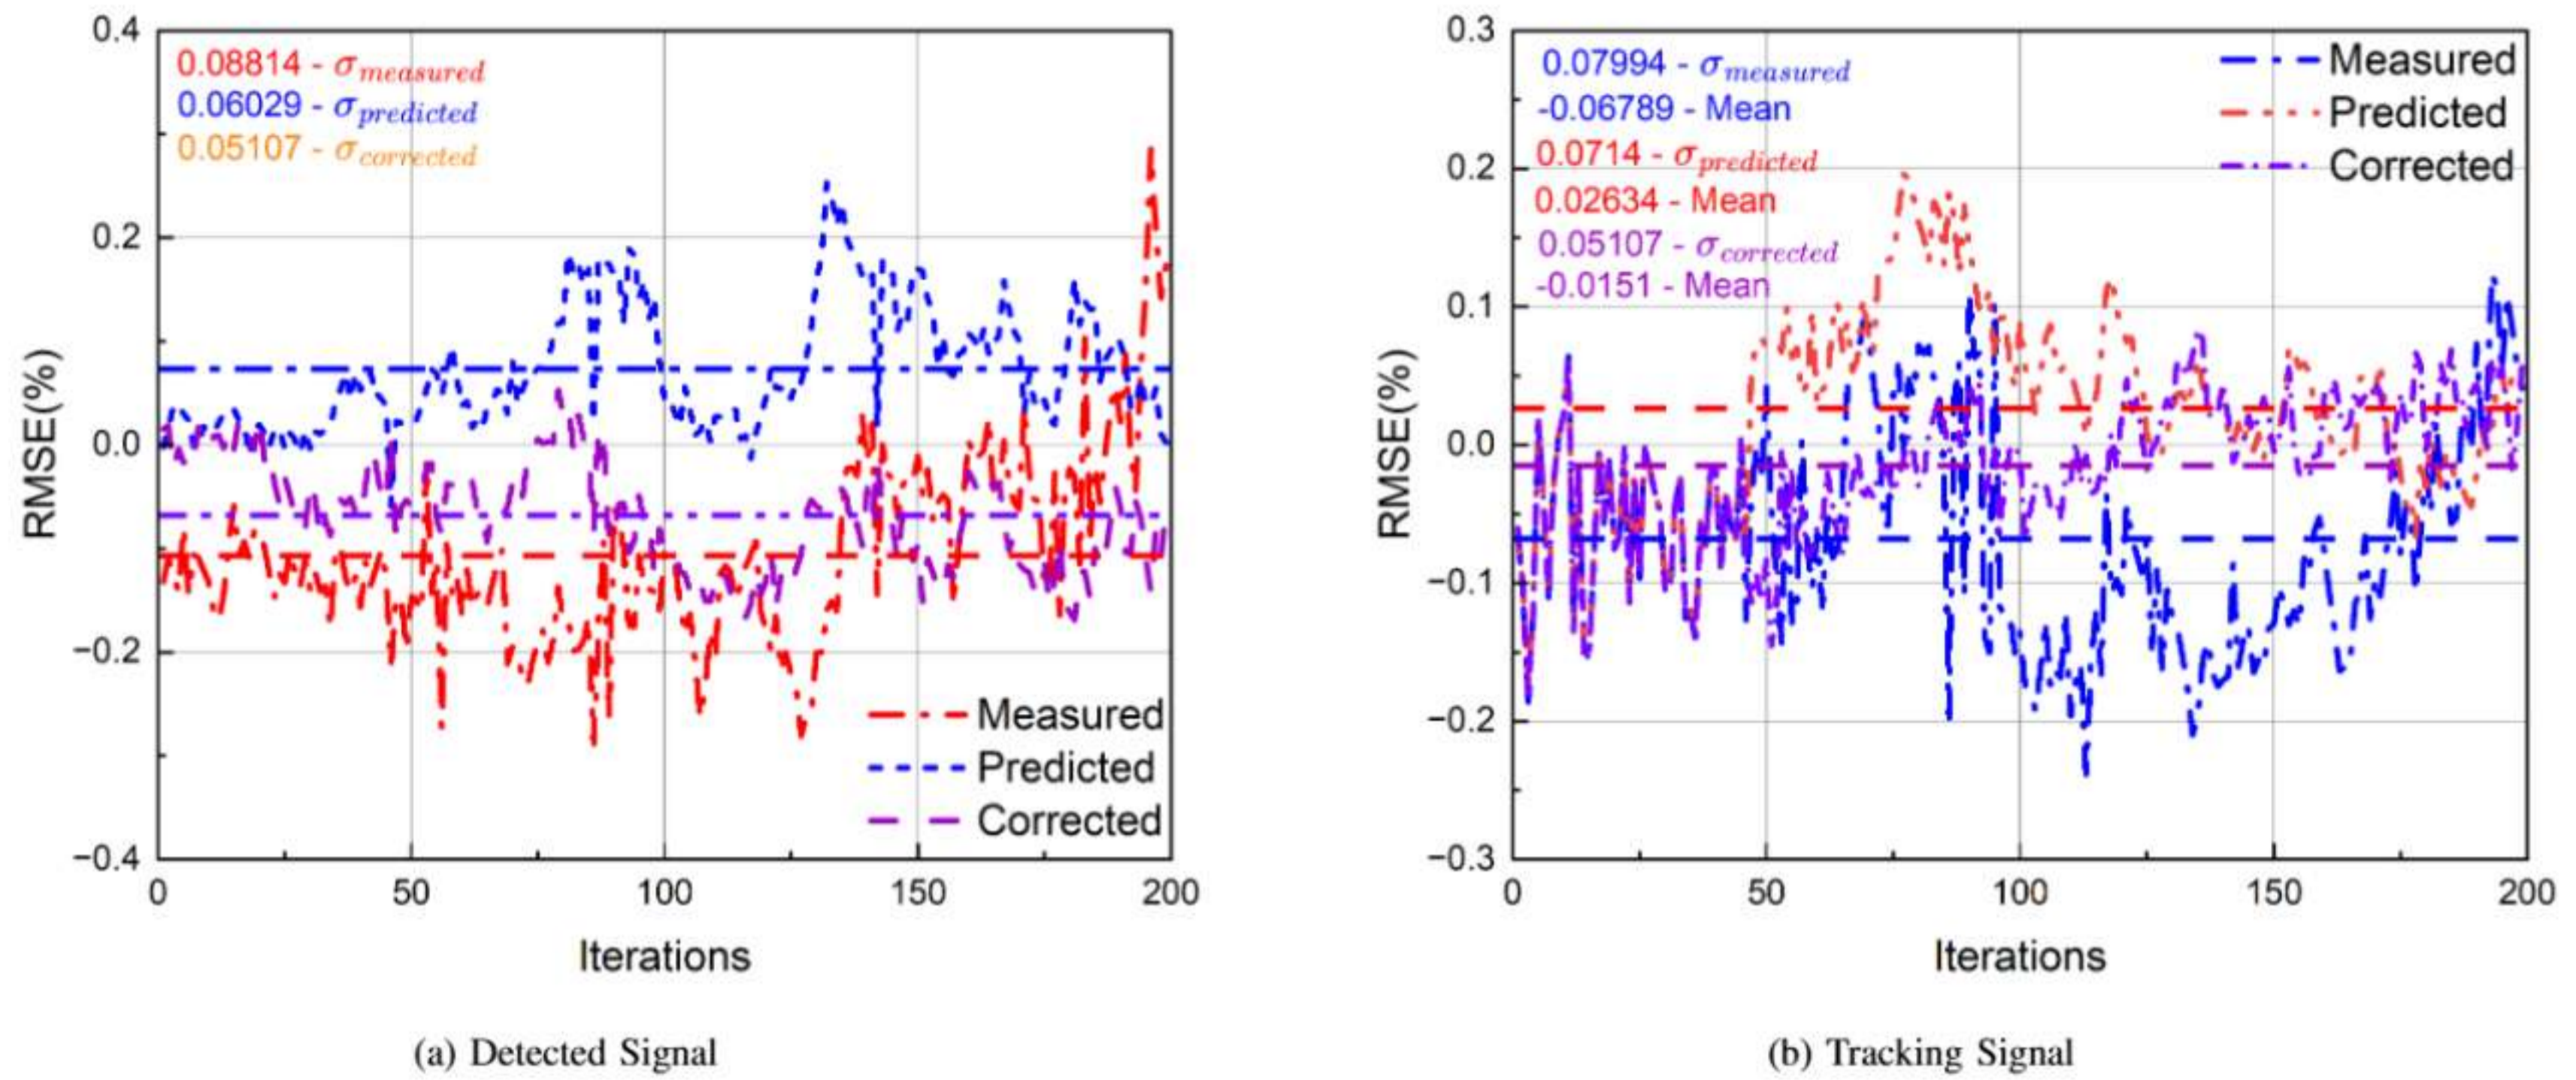 0.4
0.2
0.0
−0.2
−0.4
RMSE(%)
0.08814 - σmeasured
0.06029 - σpredicted
0.05107 - σcorrected
Measured
Predicted
Corrected
0 50 100 150 200
Iterations
(a) Detected Signal
0.3
0.2
0.1
0.0
−0.1
−0.2
−0.3
RMSE(%)
0.07994 - σmeasured
-0.06789 - Mean
0.0714 - σpredicted
0.02634 - Mean
0.05107 - σcorrected
-0.0151 - Mean
Measured
Predicted
Corrected
0 50 100 150 200
Iterations
(b) Tracking Signal